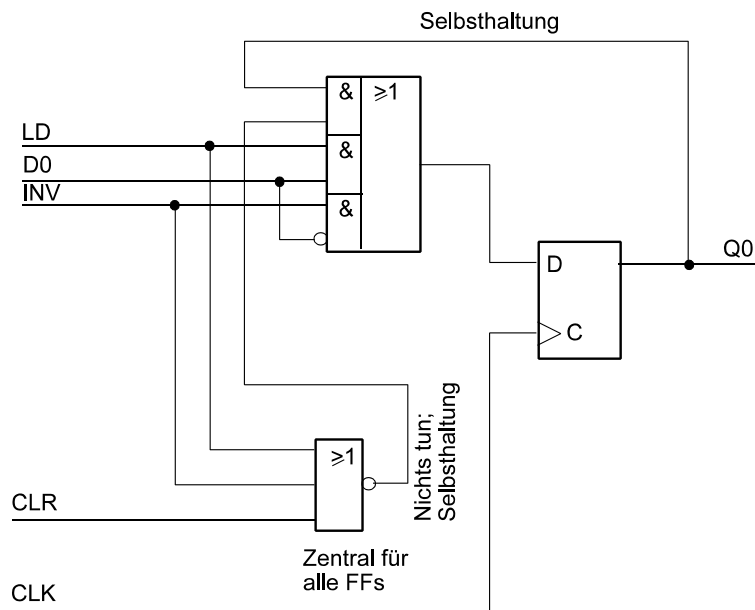 Selbsthaltung
& ≥1
LD
&
D0
INV
&
Q0
D
C
Nichts tun;
Selbsthaltung
≥1
CLR
Zentral für
alle FFs
CLK